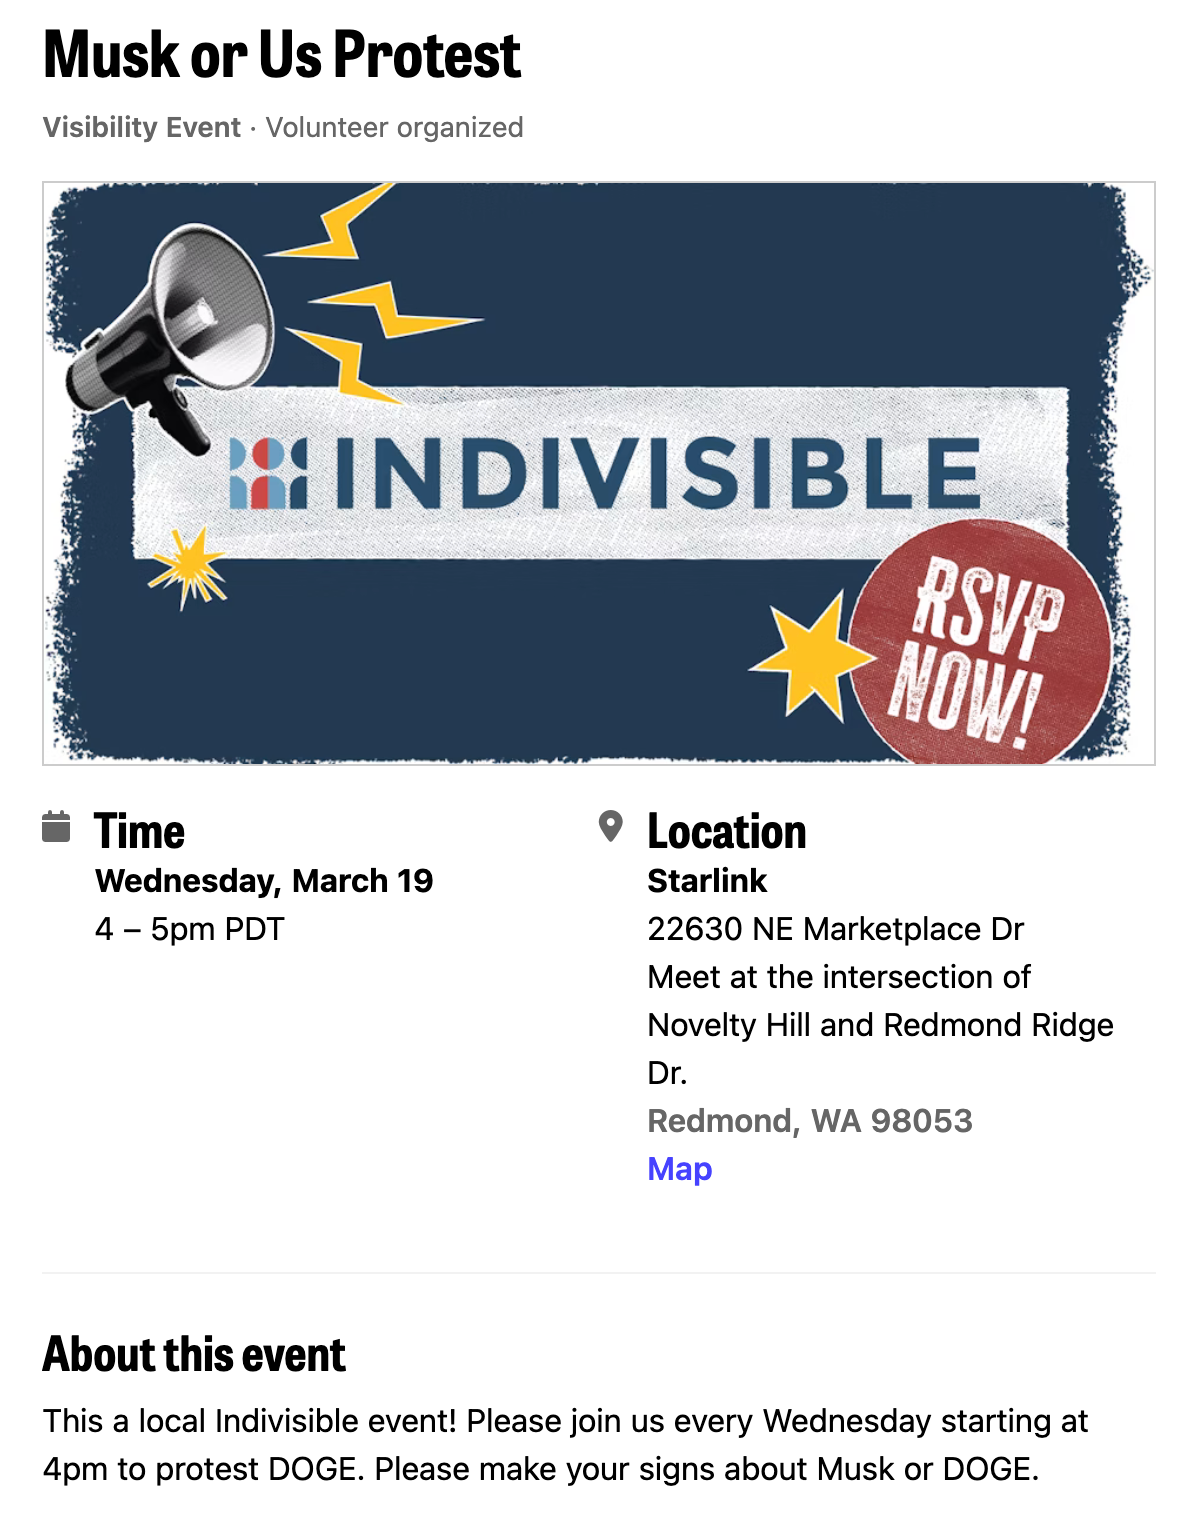 Musk or Us Protest
Visibility Event · Volunteer organized
INDIVISIBLE
RSVP
NOW!
Time
Wednesday, March 19
4 – 5pm PDT
Location
Starlink
22630 NE Marketplace Dr
Meet at the intersection of
Novelty Hill and Redmond Ridge
Dr.
Redmond, WA 98053
Map
About this event
This a local Indivisible event! Please join us every Wednesday starting at
4pm to protest DOGE. Please make your signs about Musk or DOGE.